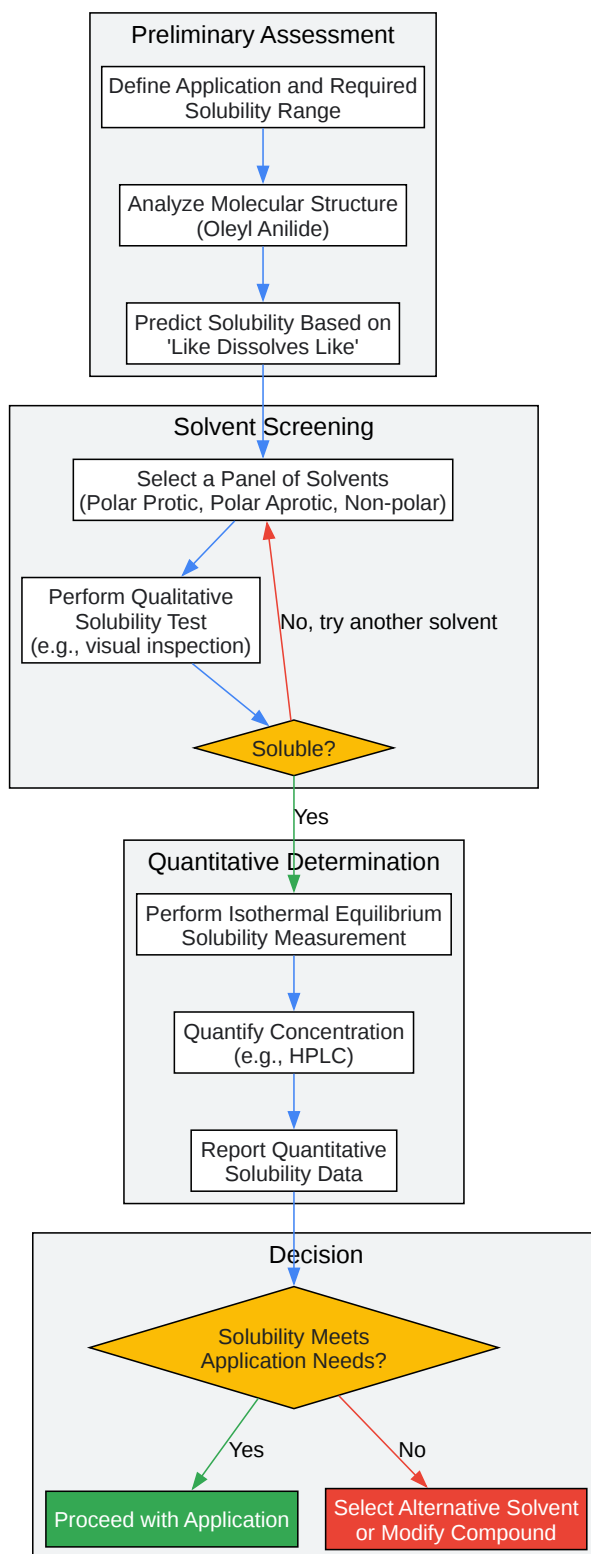 Preliminary Assessment
Define Application and Required
Solubility Range
Analyze Molecular Structure
(Oleyl Anilide)
Predict Solubility Based on
'Like Dissolves Like'
Solvent Screening
Select a Panel of Solvents
(Polar Protic, Polar Aprotic, Non-polar)
Perform Qualitative
Solubility Test
(e.g., visual inspection)
No, try another solvent
Soluble?
Yes
Quantitative Determination
Perform Isothermal Equilibrium
Solubility Measurement
Quantify Concentration
(e.g., HPLC)
Report Quantitative
Solubility Data
Decision
Solubility Meets
Application Needs?
Yes
No
Proceed with Application
Select Alternative Solvent
or Modify Compound